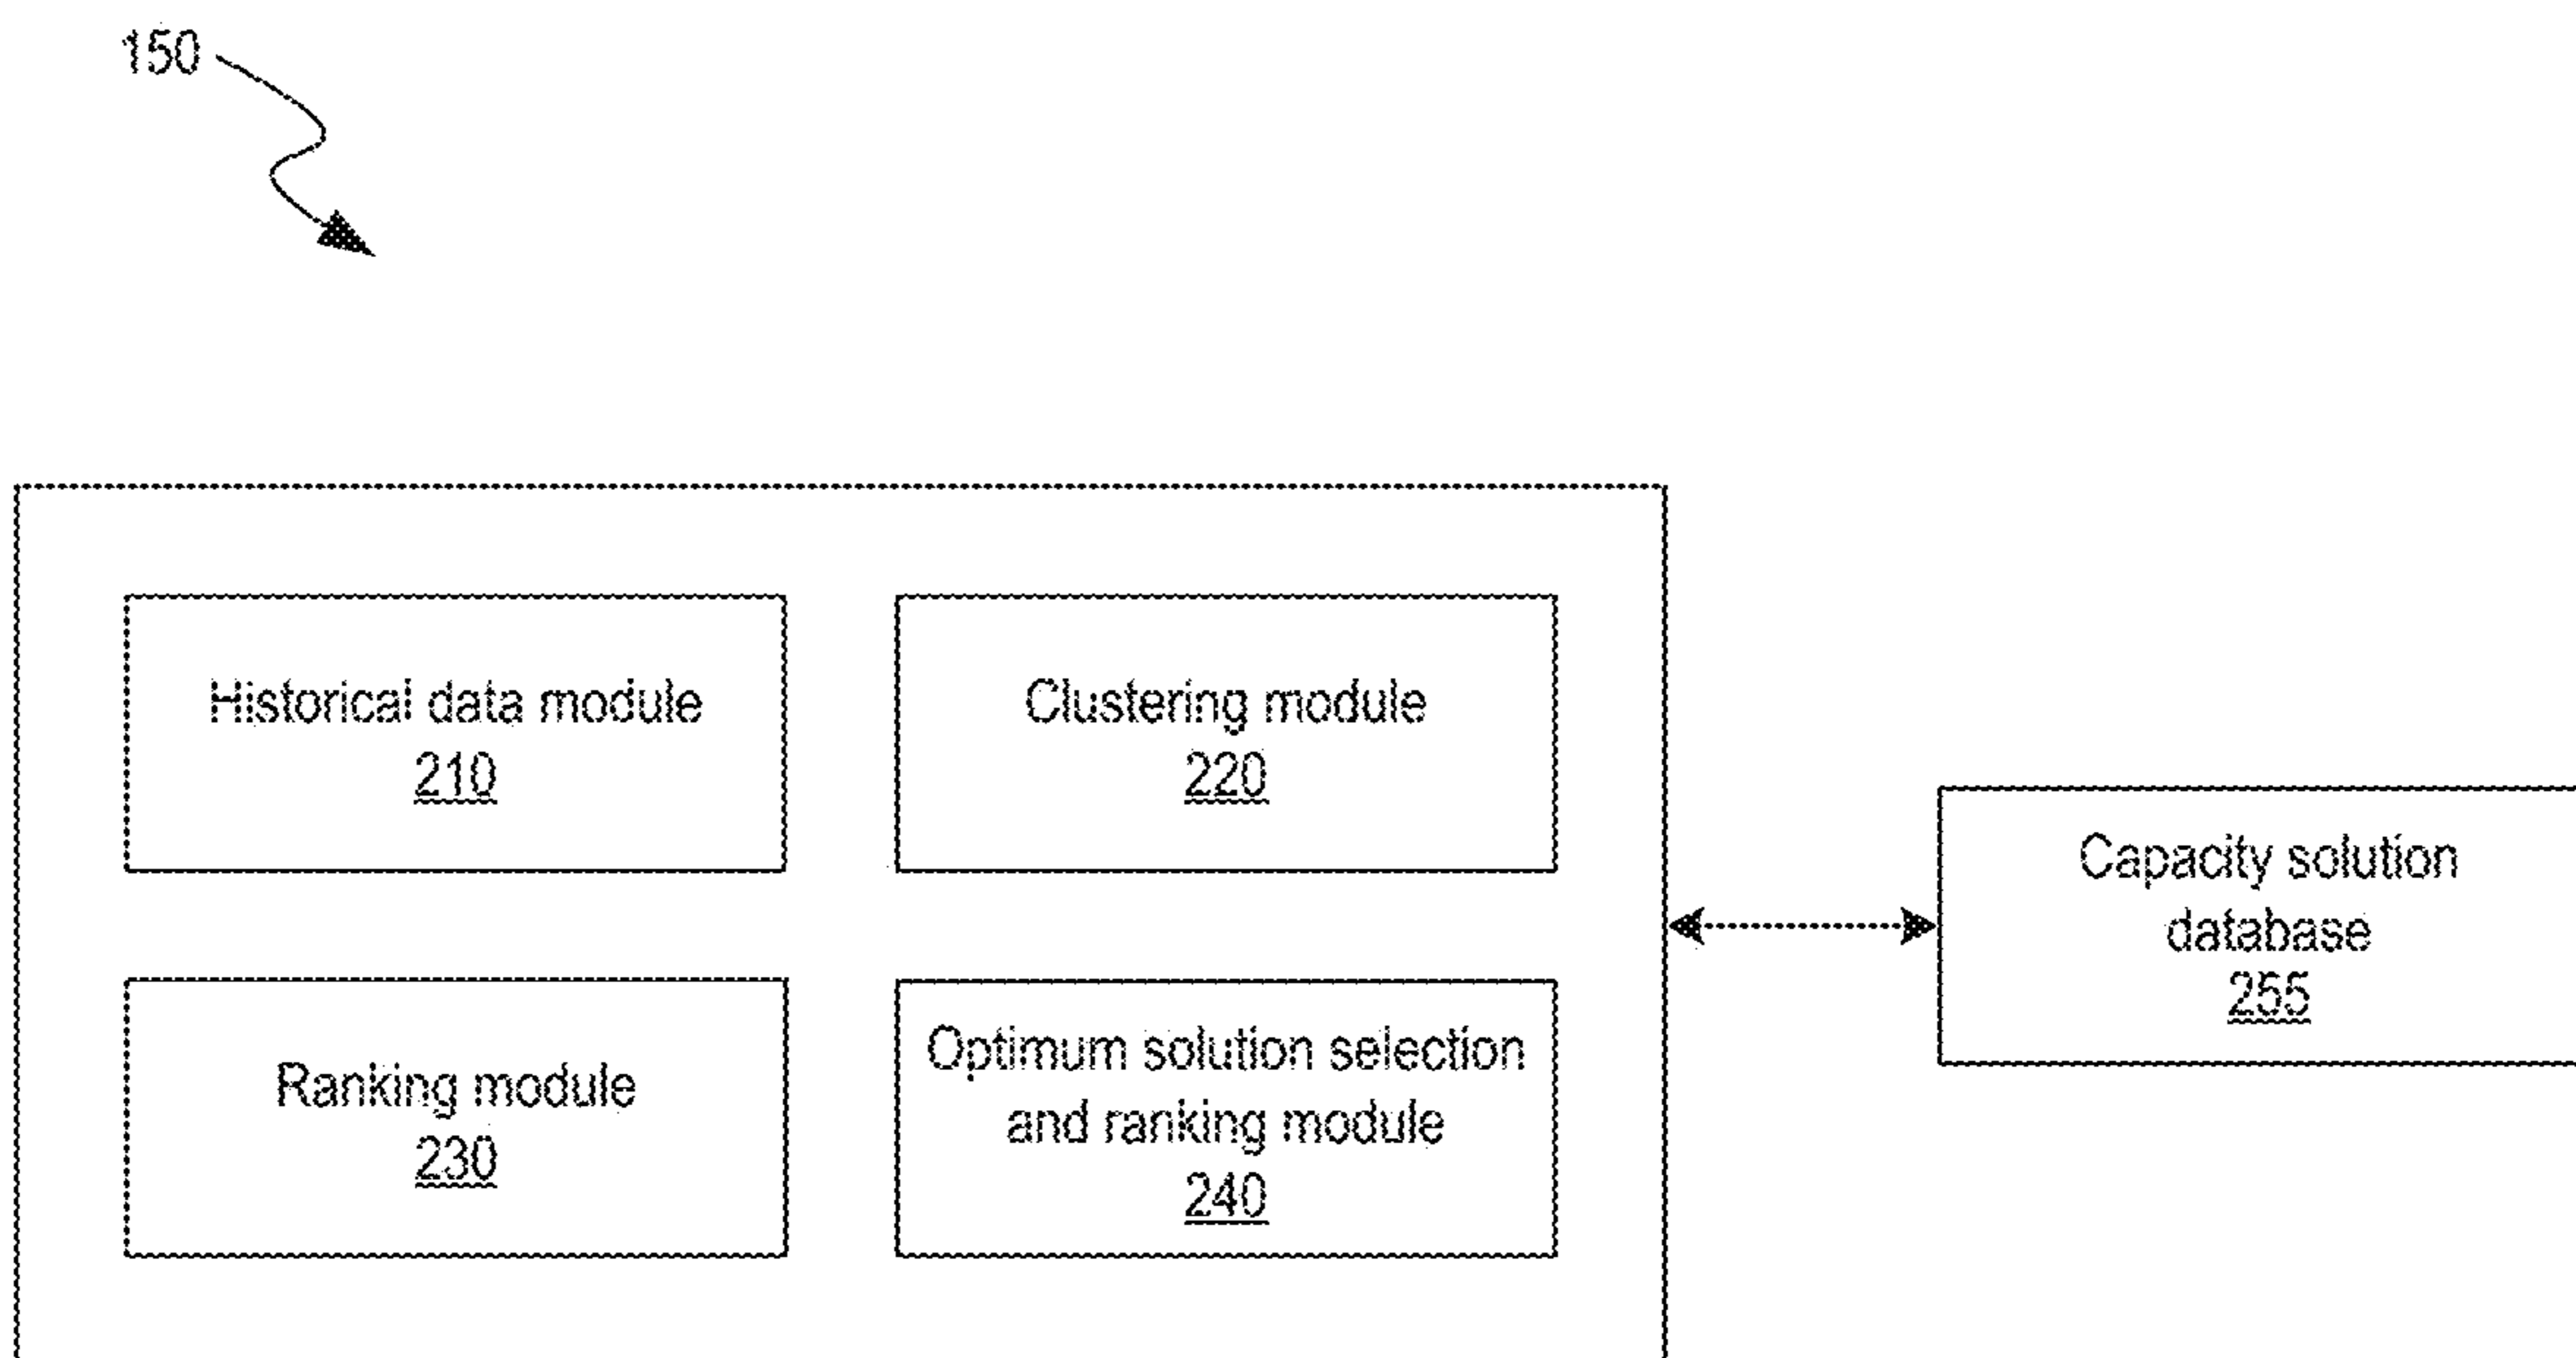 150
Historical data module
210
Clustering module
220
Ranking module
230
Optimum solution selection
and ranking module
240
Capacity solution
database
255